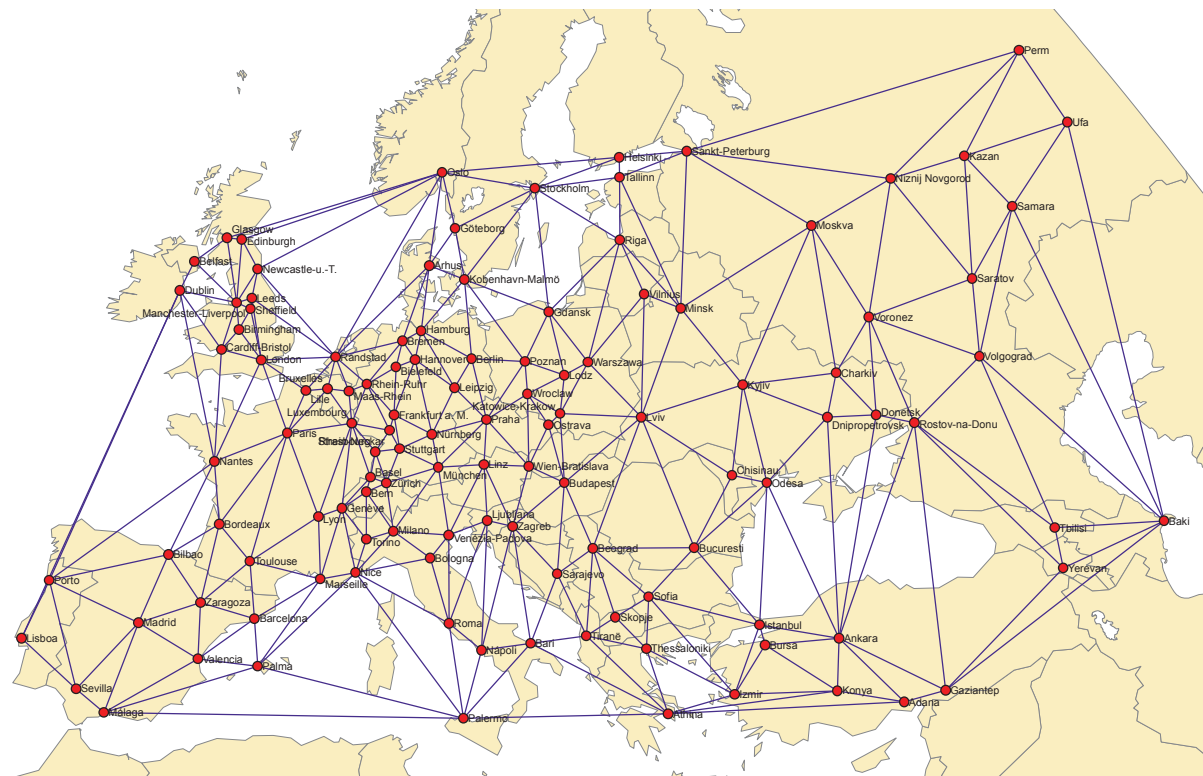 Perm
Ufa
Helsinki
Sankt-Peterburg
Kazan
Oslo
Tallinn
Niznij Novgorod
Stockholm
Samara
Moskva
Göteborg
Glasgow
Edinburgh
Riga
Belfast
Newcastle-u.-T.
Arhus
Kobenhavn-Malmö
Saratov
Dublin
Leeds
Vilnius
Manchester-Liverpool
Sheffield
Minsk
Gdansk
Voronez
Birmingham
Hamburg
Bremen
Cardiff-Bristol
London
Randstad
Hannover
Berlin
Poznan
Warszawa
Volgograd
Bielefeld
Lodz
Charkiv
Bruxelles
Rhein-Ruhr
Kyjiv
Lille
Maas-Rhein
Leipzig
Wroclaw
Luxembourg
Frankfurt a. M.
Katowice-Krakow
Donetsk
Lviv
Dnipropetrovsk
Rostov-na-Donu
Praha
Ostrava
Paris
Nürnberg
Strasbourg
Stuttgart
Nantes
München
Linz
Wien-Bratislava
Basel
Zürich
Chisinau
Odesa
Budapest
Bern
Genève
Lyon
Ljubljana
Bordeaux
Zagreb
Baki
Milano
Tbilisi
Torino
Venezia-Padova
Bilbao
Bologna
Beograd
Bucuresti
Toulouse
Yerevan
Porto
Marseille
Nice
Sarajevo
Sofia
Zaragoza
Madrid
Barcelona
Roma
Skopje
Istanbul
Lisboa
Tiranë
Ankara
Bari
Bursa
Nápoli
Thessaloniki
Valencia
Palma
Sevilla
Izmir
Konya
Gaziantep
Adana
Málaga
Palermo
Athina